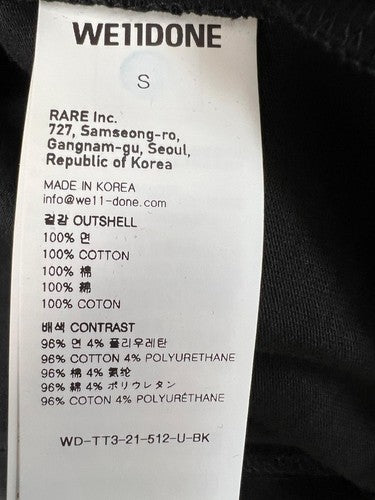 WE11DONE
S
RARE Inc.
727, Samseong-ro,
Gangnam-gu, Seoul,
Republic of Korea
MADE IN KOREA
info@we11-done.com
겉감 OUTSHELL
100% 면
100% COTTON
100% 棉
100% 綿
100% COTON
배색 CONTRAST
96% 면 4% 폴리우레탄
96% COTTON 4% POLYURETHANE
96% 棉 4% 氨纶
96% 綿 4% ポリウレタン
96% COTON 4% POLYURÉTHANE
WD-TT3-21-512-U-BK